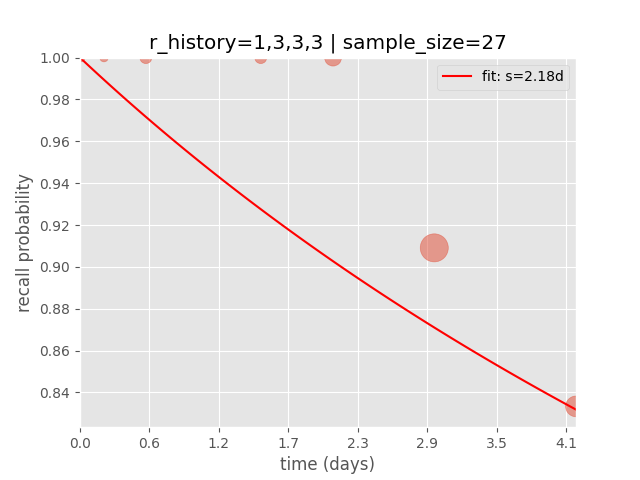 r_history=1,3,3,3 | sample_size=27
fit: s=2.18d
recall probability
1.00
0.98
0.96
0.94
0.92
0.90
0.88
0.86
0.84
0.0 0.6 1.2 1.7 2.3 2.9 3.5 4.1
time (days)